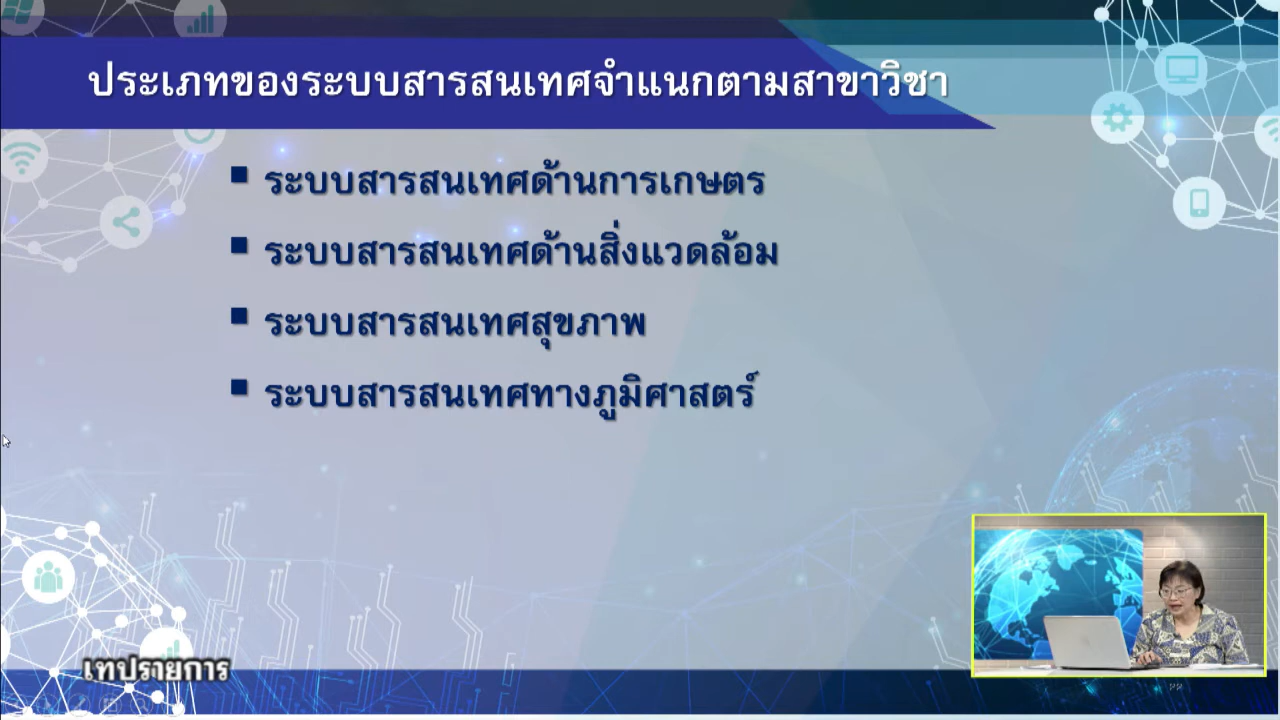 ประเภทของระบบสารสนเทศจำแนกตามสาขาวิชา
ระบบสารสนเทศด้านการเกษตร
ระบบสารสนเทศด้านสิ่งแวดล้อม
ระบบสารสนเทศสุขภาพ
ระบบสารสนเทศทางภูมิศาสตร์
เทปรายการ
22